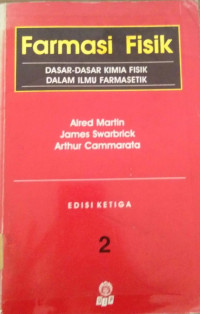 Farmasi Fisik
DASAR-DASAR KIMIA FISIK
DALAM ILMU FARMASETIK
Alred Martin
James Swarbrick
Arthur Cammarata
EDISI KETIGA
2